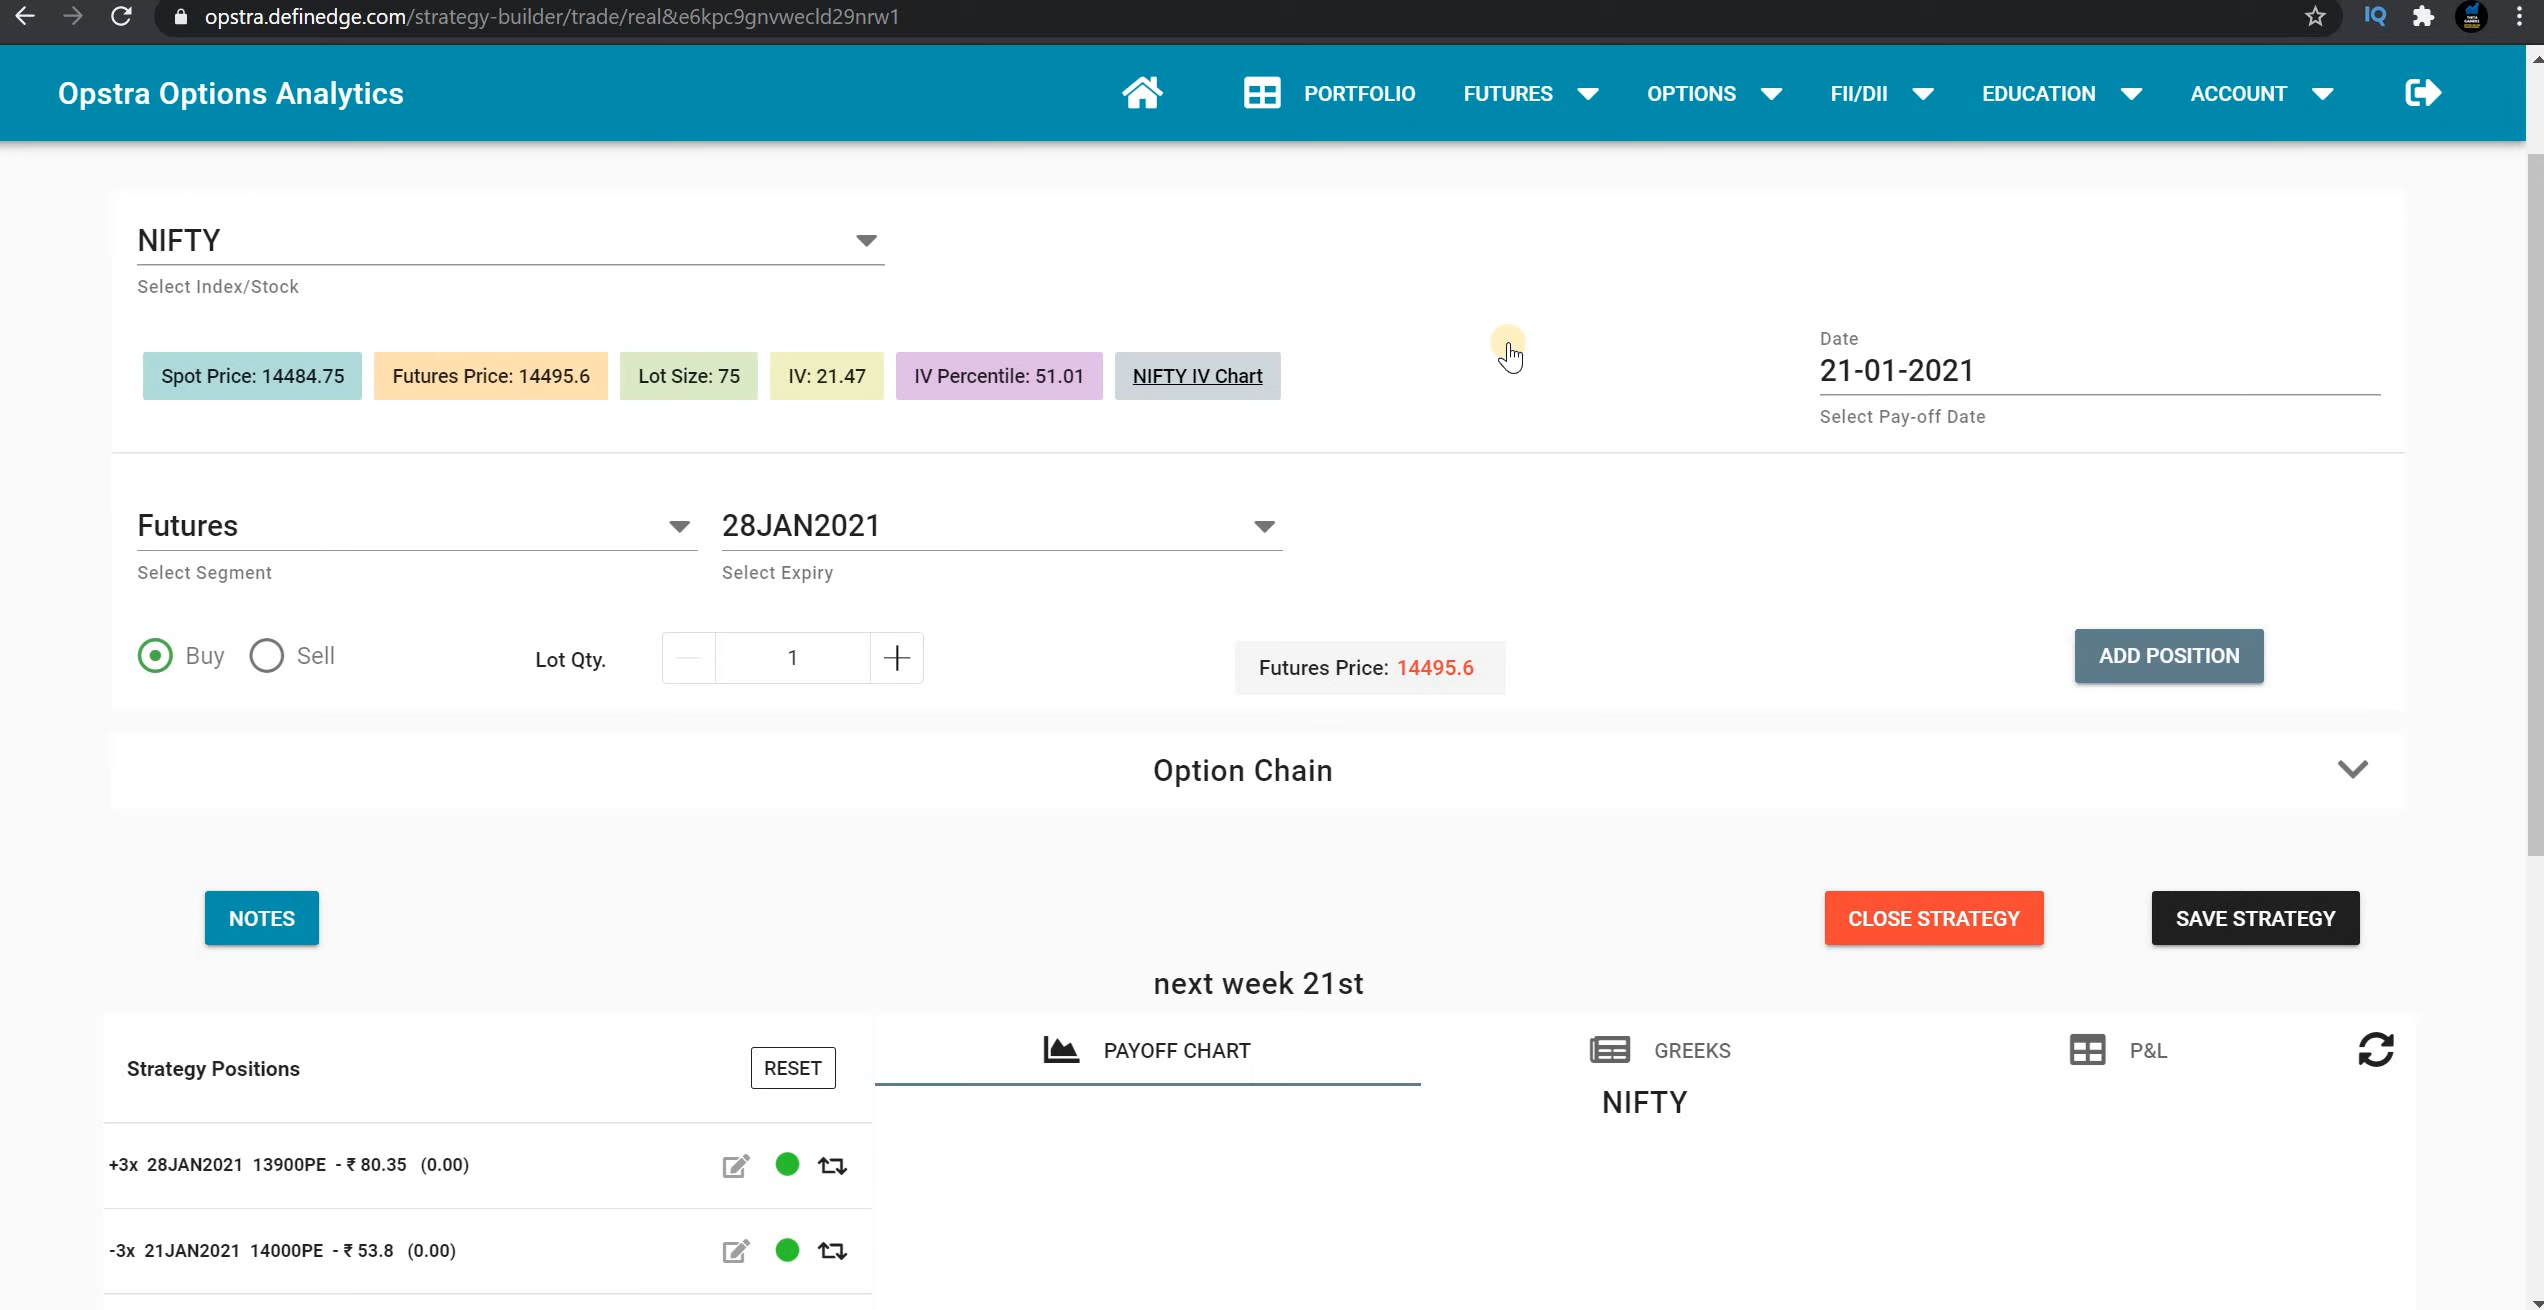 opstra.definedge.com/strategy-builder/trade/real&e6kpc9gnvwecld29nrw1
IQ
Opstra Options Analytics
PORTFOLIO
FUTURES
OPTIONS
FII/DII
EDUCATION
ACCOUNT
NIFTY
Select Index/Stock
Spot Price: 14484.75
Futures Price: 14495.6
Lot Size: 75
IV: 21.47
IV Percentile: 51.01
NIFTY IV Chart
Date
21-01-2021
Select Pay-off Date
Futures
28JAN2021
Select Segment
Select Expiry
Buy
Sell
Lot Qty.
1
Futures Price: 14495.6
ADD POSITION
Option Chain
NOTES
CLOSE STRATEGY
SAVE STRATEGY
next week 21st
Strategy Positions
RESET
PAYOFF CHART
GREEKS
P&L
NIFTY
+3x 28JAN2021 13900PE - ₹ 80.35 (0.00)
-3x 21JAN2021 14000PE - ₹ 53.8 (0.00)